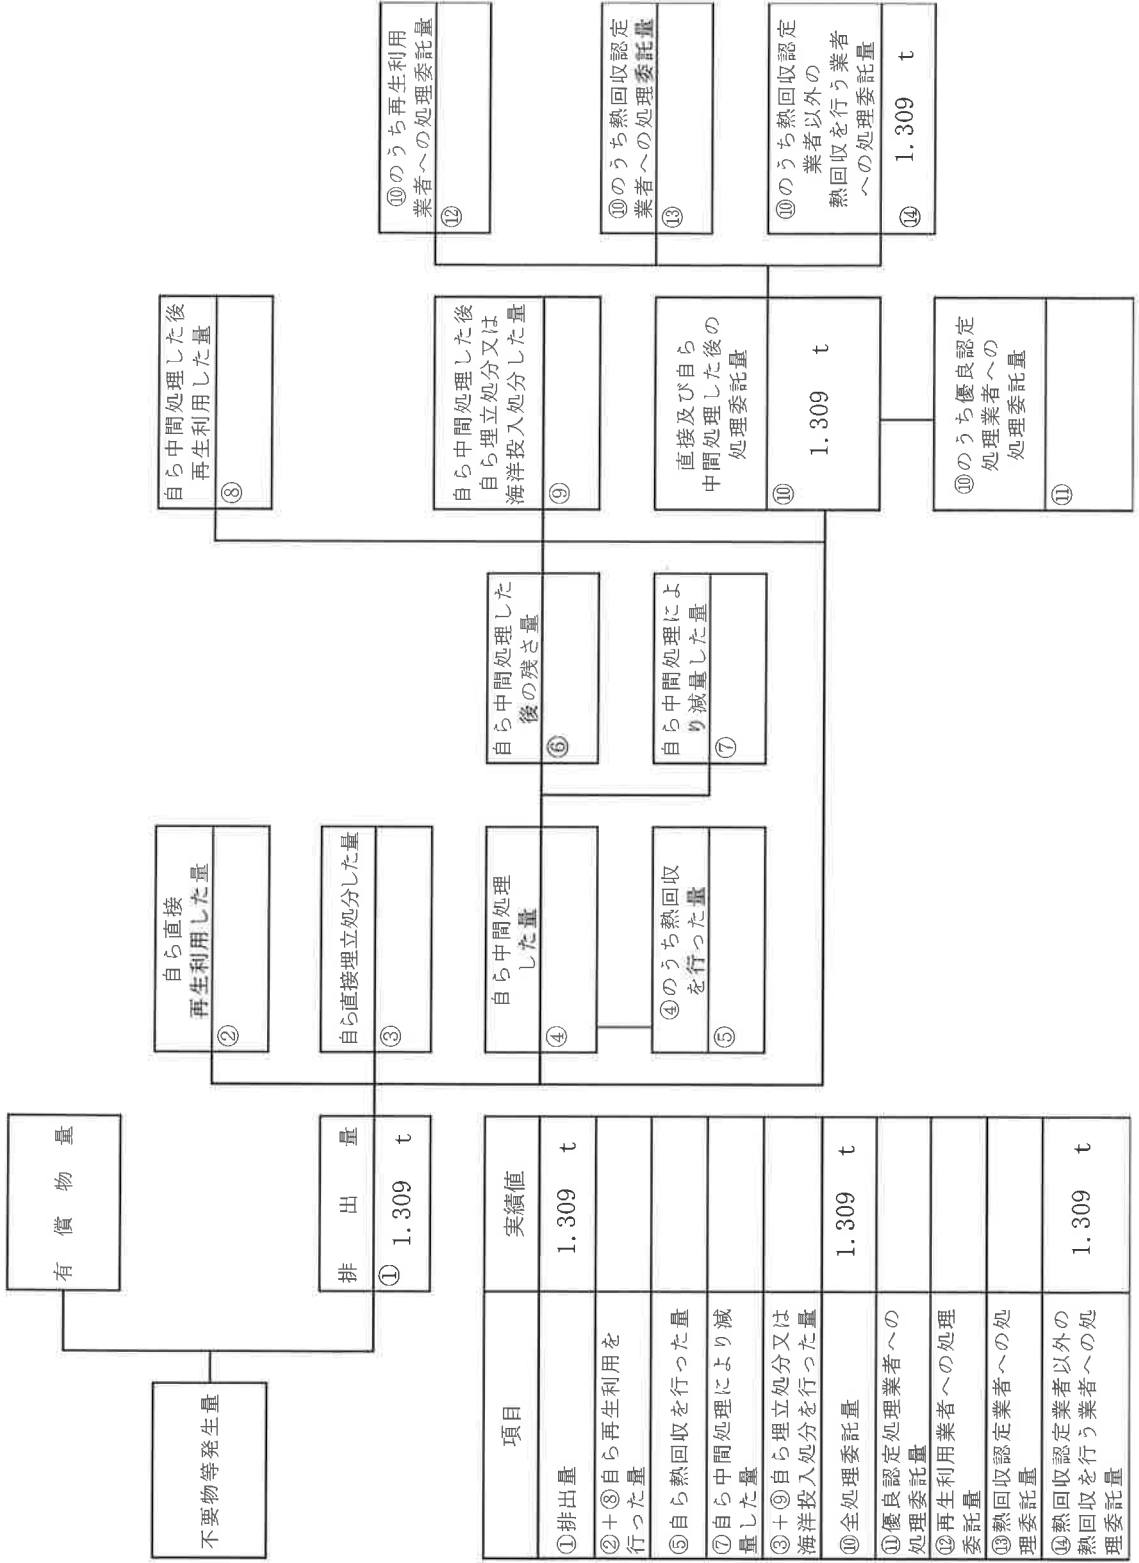 不要物等発生量
有償物量
排出量
① 1.309 t
自ら直接
再生利用した量
②
自ら直接埋立処分した量
③
自ら中間処理
した量
④
④のうち熱回収
を行った量
⑤
自ら中間処理した
後の残さ量
⑥
自ら中間処理によ
り減量した量
⑦
自ら中間処理した後
再生利用した量
⑧
自ら中間処理した後
自ら埋立処分又は
海洋投入処分した量
⑨
直接及び自ら
中間処理した後の
処理委託量
⑩
1.309 t
⑩のうち優良認定
処理業者への
処理委託量
⑪
⑩のうち再生利用
業者への処理委託量
⑫
⑩のうち熱回収認定
業者への処理委託量
⑬
⑩のうち熱回収認定
業者以外の
熱回収を行う業者
への処理委託量
⑭ 1.309 t
項目 実績値
①排出量 1.309 t
②+⑧自ら再生利用を
行った量
⑤自ら熱回収を行った量
⑦自ら中間処理により減
量した量
③+⑨自ら埋立処分又は
海洋投入処分を行った量
⑩全処理委託量 1.309 t
⑪優良認定処理業者への
処理委託量
⑫再生利用業者への処理
委託量
⑬熱回収認定業者への処
理委託量
⑭熱回収認定業者以外の
熱回収を行う業者への処
理委託量
1.309 t